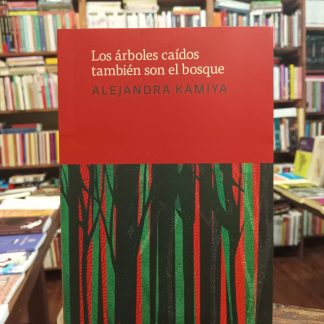 Los árboles caídos
también son el bosque
ALEJANDRA KAMIYA